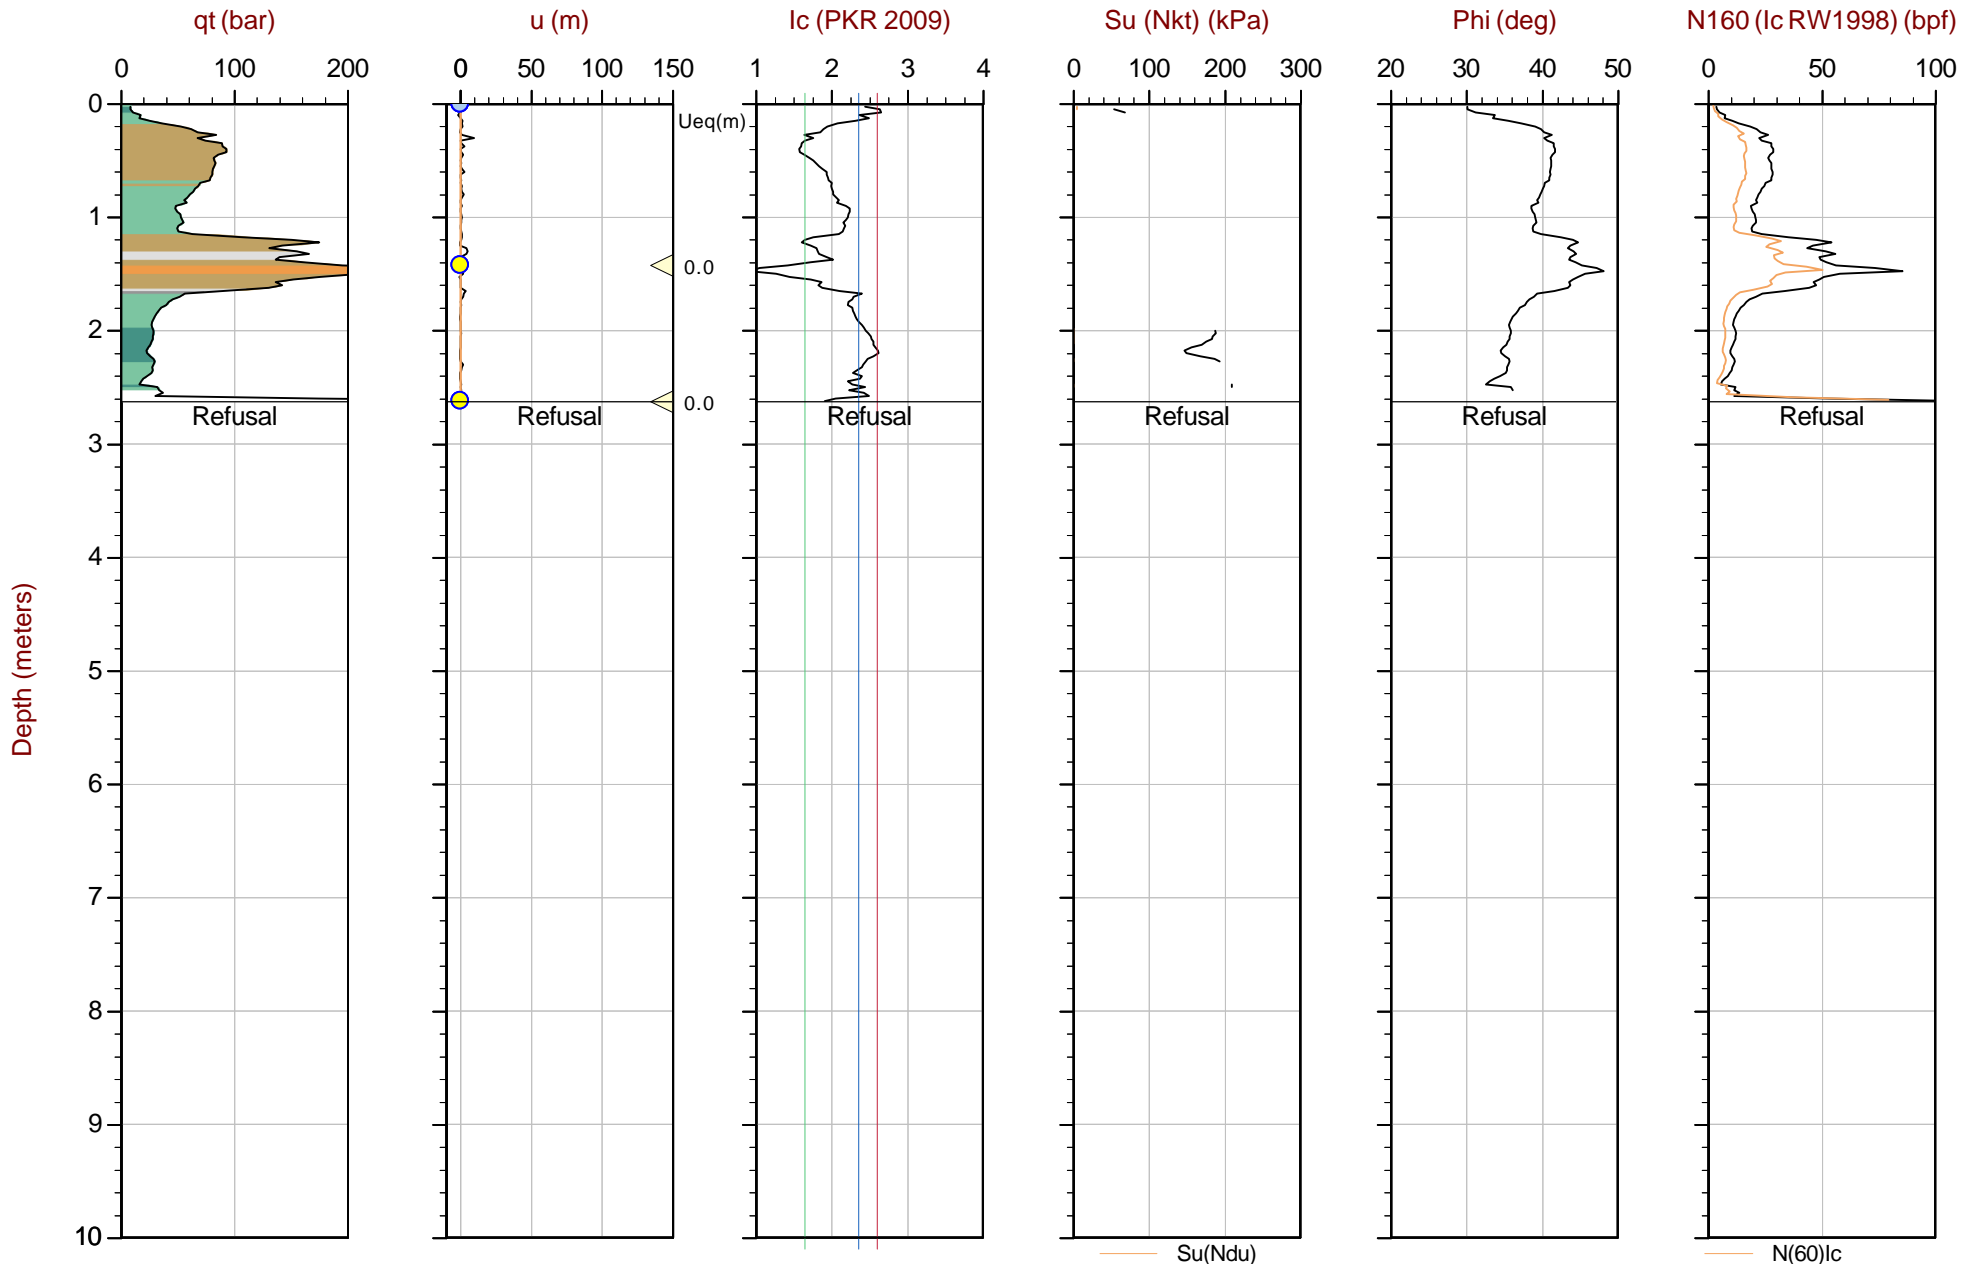 qt (bar) u (m) Ic (PKR 2009) Su (Nkt) (kPa) Phi (deg) N160 (Ic RW1998) (bpf)
0 100 200 0 50 100 150 1 2 3 4 0 100 200 300 20 30 40 50 0 50 100
0
Ueq(m)
1
0.0
2
0.0
Refusal Refusal Refusal Refusal Refusal Refusal
3
4
5
Depth (meters)
6
7
8
9
10
Su(Ndu) N(60)Ic